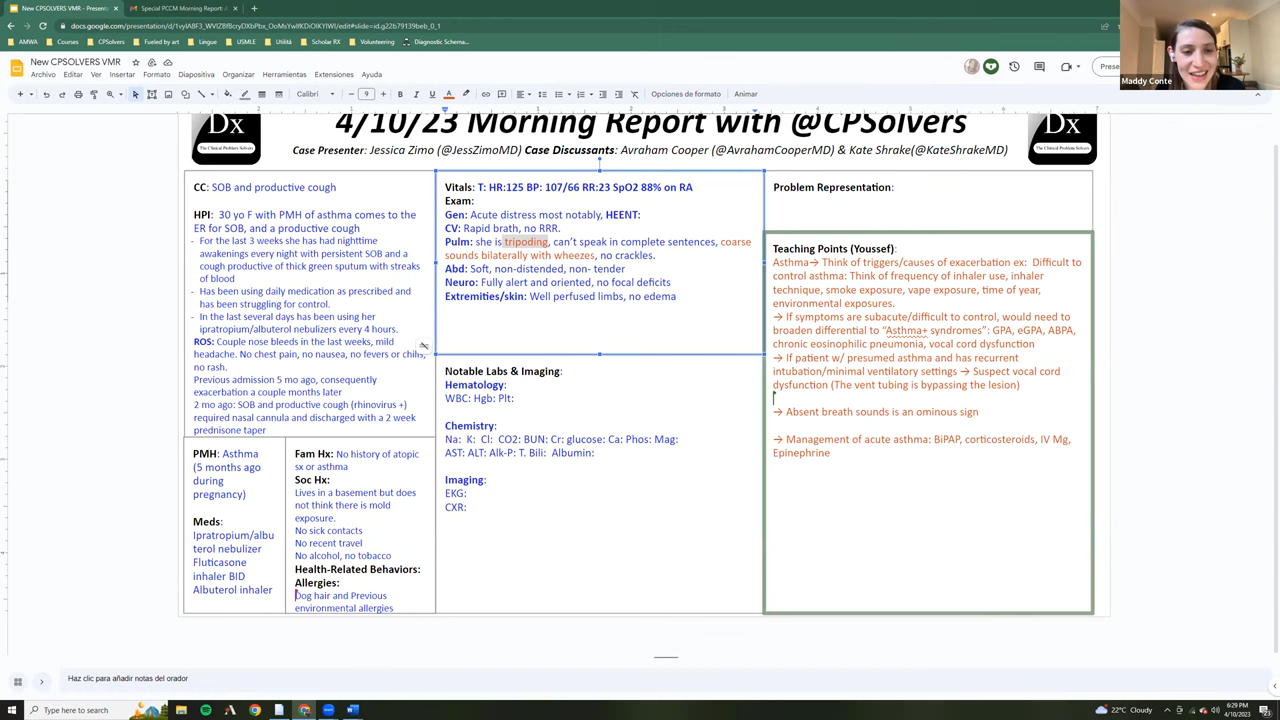 New CPSOLVERS VMR - Presenta
Special PCCM Morning Report: A
docs.google.com/presentation/d/
AMWA
Courses
CPSolvers
Fueled by art
Lingue
USMLE
Utilità
Scholar RX
Volunteering
Diagnostic Schema...
New CPSOLVERS VMR
Archivo Editar Ver Insertar Formato Diapositiva Organizar Herramientas Extensiones Ayuda
Calibri
9
Opciones de formato
Animar
Maddy Conte
Dx
The Clinical Problem Solvers
4/10/23 Morning Report with @CPSolvers
Case Presenter: Jessica Zimo (@JessZimoMD) Case Discussants: Avraham Cooper (@AvrahamCooperMD) & Kate Shrake(@KateShrakeMD)
Dx
The Clinical Problem Solvers
CC: SOB and productive cough
HPI: 30 yo F with PMH of asthma comes to the
ER for SOB, and a productive cough
- For the last 3 weeks she has had nighttime
awakenings every night with persistent SOB and a
cough productive of thick green sputum with streaks
of blood
- Has been using daily medication as prescribed and
has been struggling for control.
- In the last several days has been using her
ipratropium/albuterol nebulizers every 4 hours.
ROS: Couple nose bleeds in the last weeks, mild
headache. No chest pain, no nausea, no fevers or chills,
no rash.
Previous admission 5 mo ago, consequently
exacerbation a couple months later
2 mo ago: SOB and productive cough (rhinovirus +)
required nasal cannula and discharged with a 2 week
prednisone taper
PMH: Asthma
(5 months ago
during
pregnancy)
Meds:
Ipratropium/albu
terol nebulizer
Fluticasone
inhaler BID
Albuterol inhaler
Fam Hx: No history of atopic
sx or asthma
Soc Hx:
Lives in a basement but does
not think there is mold
exposure.
No sick contacts
No recent travel
No alcohol, no tobacco
Health-Related Behaviors:
Allergies:
Dog hair and Previous
environmental allergies
Vitals: T: HR:125 BP: 107/66 RR:23 SpO2 88% on RA
Exam:
Gen: Acute distress most notably, HEENT:
CV: Rapid brath, no RRR.
Pulm: she is tripoding, can't speak in complete sentences, coarse
sounds bilaterally with wheezes, no crackles.
Abd: Soft, non-distended, non- tender
Neuro: Fully alert and oriented, no focal deficits
Extremities/skin: Well perfused limbs, no edema
Notable Labs & Imaging:
Hematology:
WBC: Hgb: Plt:
Chemistry:
Na: K: Cl: CO2: BUN: Cr: glucose: Ca: Phos: Mag:
AST: ALT: Alk-P: T. Bili: Albumin:
Imaging:
EKG:
CXR:
Problem Representation:
Teaching Points (Youssef):
Asthma→ Think of triggers/causes of exacerbation ex: Difficult to
control asthma: Think of frequency of inhaler use, inhaler
technique, smoke exposure, vape exposure, time of year,
environmental exposures.
→ If symptoms are subacute/difficult to control, would need to
broaden differential to “Asthma+ syndromes”: GPA, eGPA, ABPA,
chronic eosinophilic pneumonia, vocal cord dysfunction
→ If patient w/ presumed asthma and has recurrent
intubation/minimal ventilatory settings → Suspect vocal cord
dysfunction (The vent tubing is bypassing the lesion)
→ Absent breath sounds is an ominous sign
→ Management of acute asthma: BiPAP, corticosteroids, IV Mg,
Epinephrine
Haz clic para añadir notas del orador
Type here to search
22°C Cloudy
6:29 PM
4/10/2023